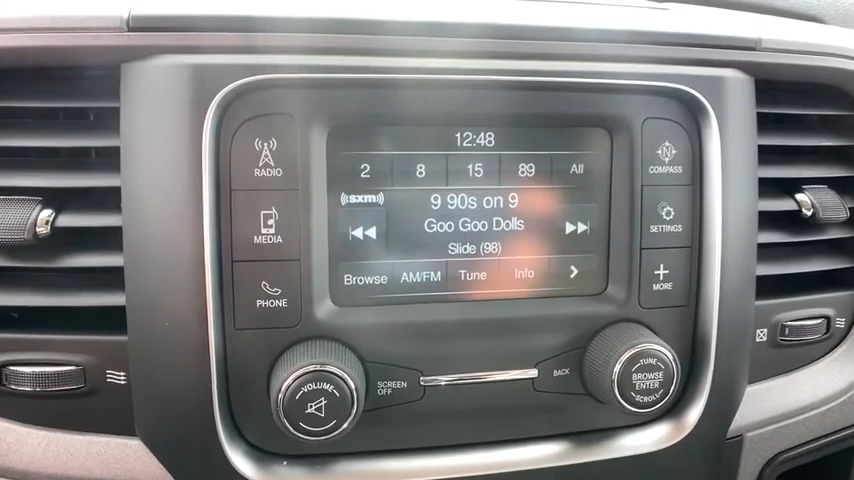 12:48
2 8 15 89 All
((sxm))
9 90s on 9
Goo Goo Dolls
Slide (98)
Browse AM/FM Tune Info
RADIO
MEDIA
PHONE
N
COMPASS
SETTINGS
MORE
VOLUME
SCREEN
OFF
BACK
TUNE
BROWSE
ENTER
SCROLL